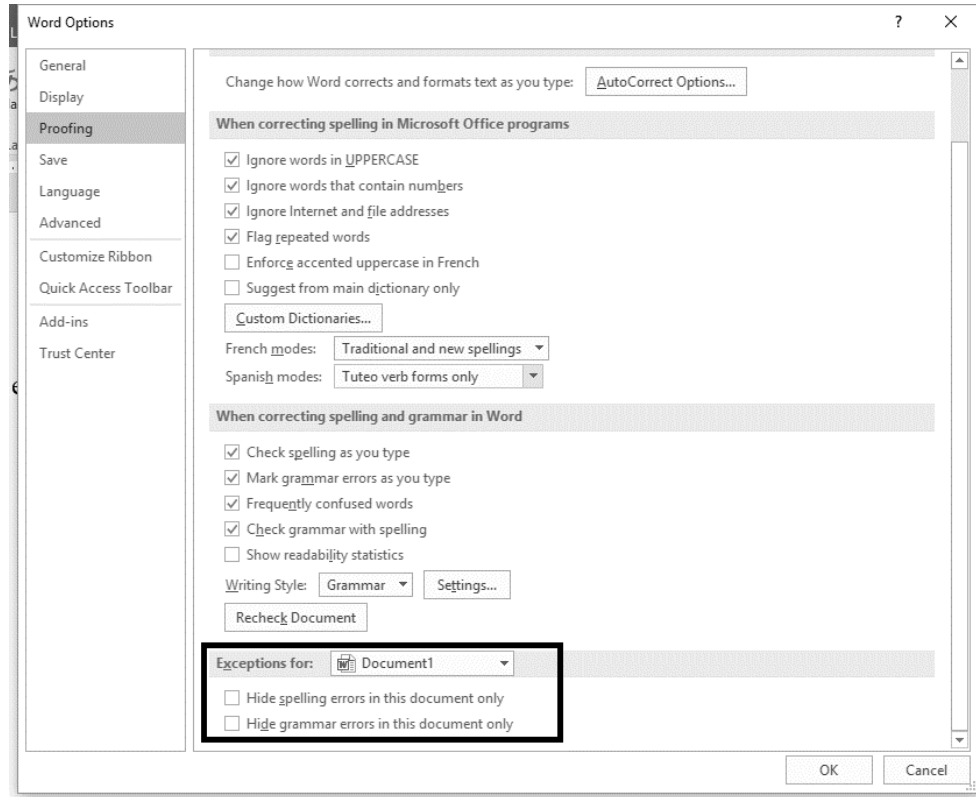 Word Options
?
General
Display
Proofing
Save
Language
Advanced
Customize Ribbon
Quick Access Toolbar
Add-ins
Trust Center
Change how Word corrects and formats text as you type: AutoCorrect Options...
When correcting spelling in Microsoft Office programs
Ignore words in UPPERCASE
Ignore words that contain numbers
Ignore Internet and file addresses
Flag repeated words
Enforce accented uppercase in French
Suggest from main dictionary only
Custom Dictionaries...
French modes: Traditional and new spellings
Spanish modes: Tuteo verb forms only
When correcting spelling and grammar in Word
Check spelling as you type
Mark grammar errors as you type
Frequently confused words
Check grammar with spelling
Show readability statistics
Writing Style: Grammar Settings...
Recheck Document
Exceptions for: Document1
Hide spelling errors in this document only
Hide grammar errors in this document only
OK Cancel